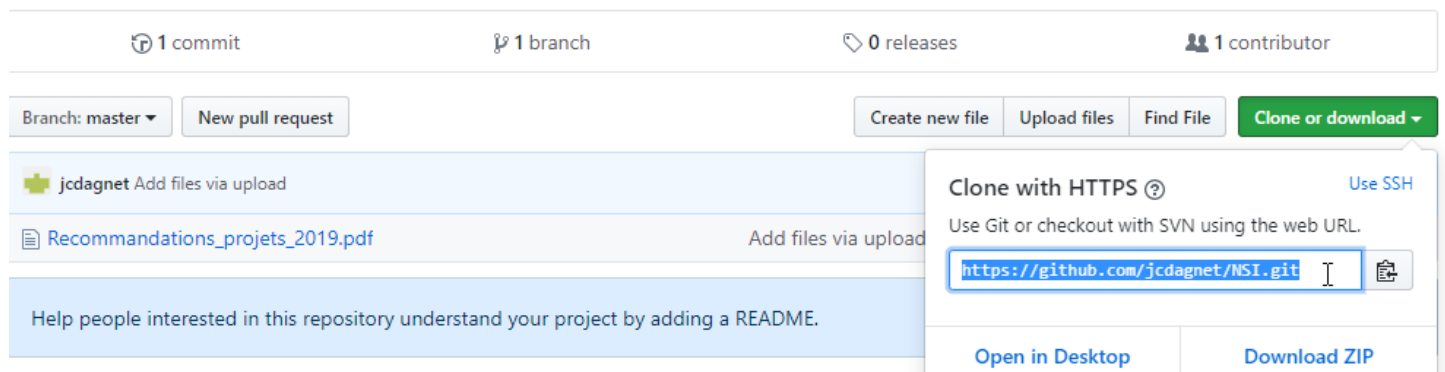 1 commit 1 branch 0 releases 1 contributor
Branch: master New pull request Create new file Upload files Find File Clone or download
jcdagnet Add files via upload
Recommandations_projets_2019.pdf Add files via upload
Help people interested in this repository understand your project by adding a README.
Clone with HTTPS ? Use SSH
Use Git or checkout with SVN using the web URL.
https://github.com/jcdagnet/NSI.git
Open in Desktop Download ZIP